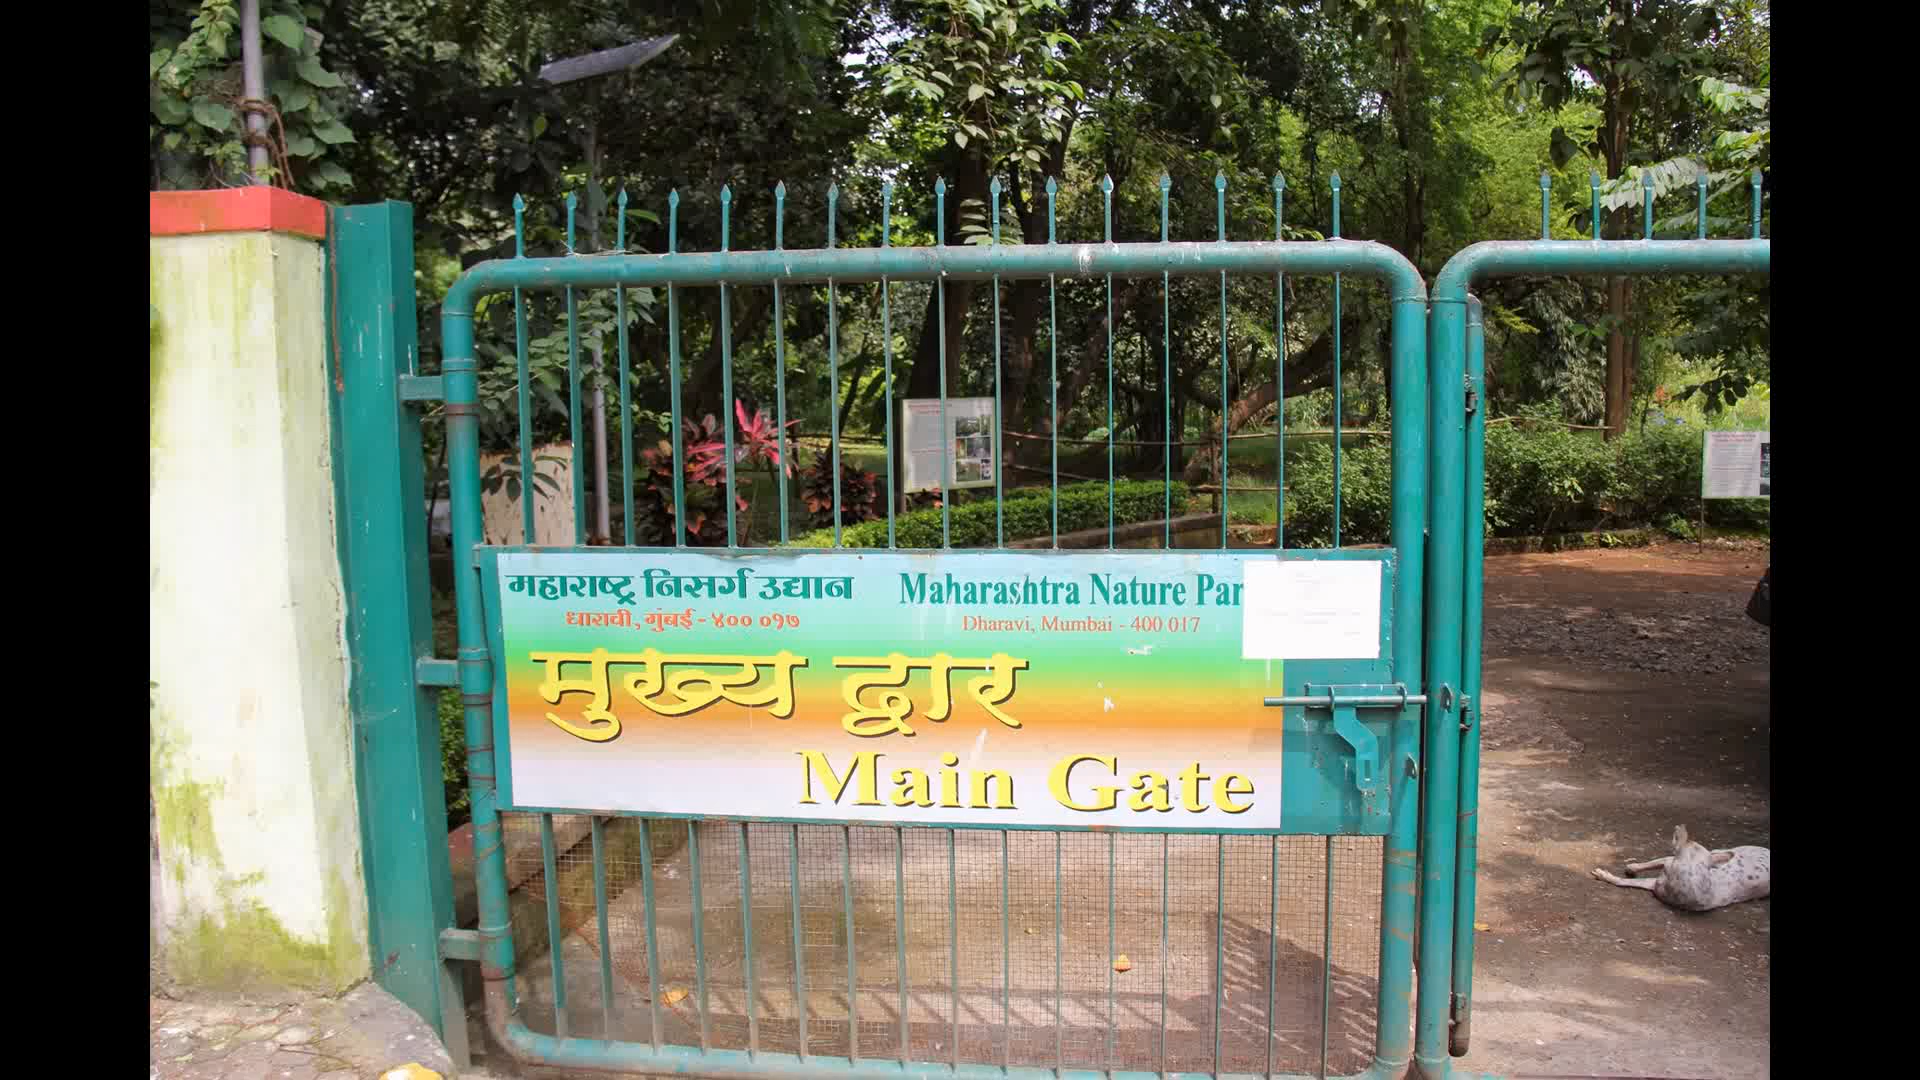 महाराष्ट्र निसर्ग उद्यान
धारावी, मुंबई - ४०० ०१७
Maharashtra Nature Par
Dharavi, Mumbai - 400 017
मुख्य द्वार
Main Gate